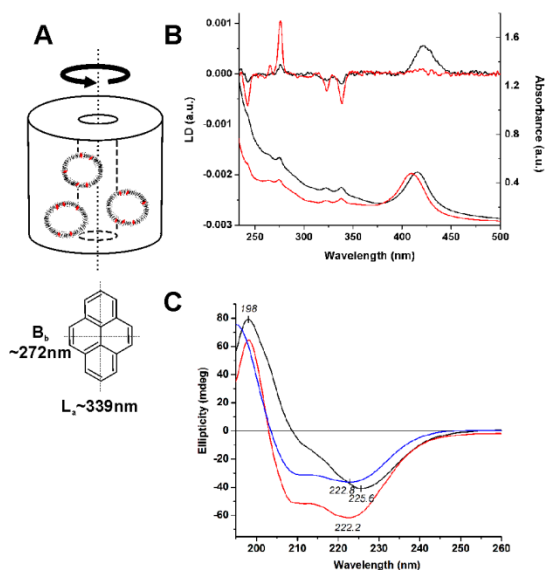 A
B
0.001
0.000
-0.001
-0.002
-0.003
LD (a.u.)
1.6
1.2
0.8
0.4
Absorbance (a.u.)
250 300 350 400 450 500
Wavelength (nm)
Bb
~272nm
La~339nm
C
198
80
60
40
20
0
-20
-40
-60
Ellipticity (mdeg)
222.8
225.6
222.2
200 210 220 230 240 250 260
Wavelength (nm)